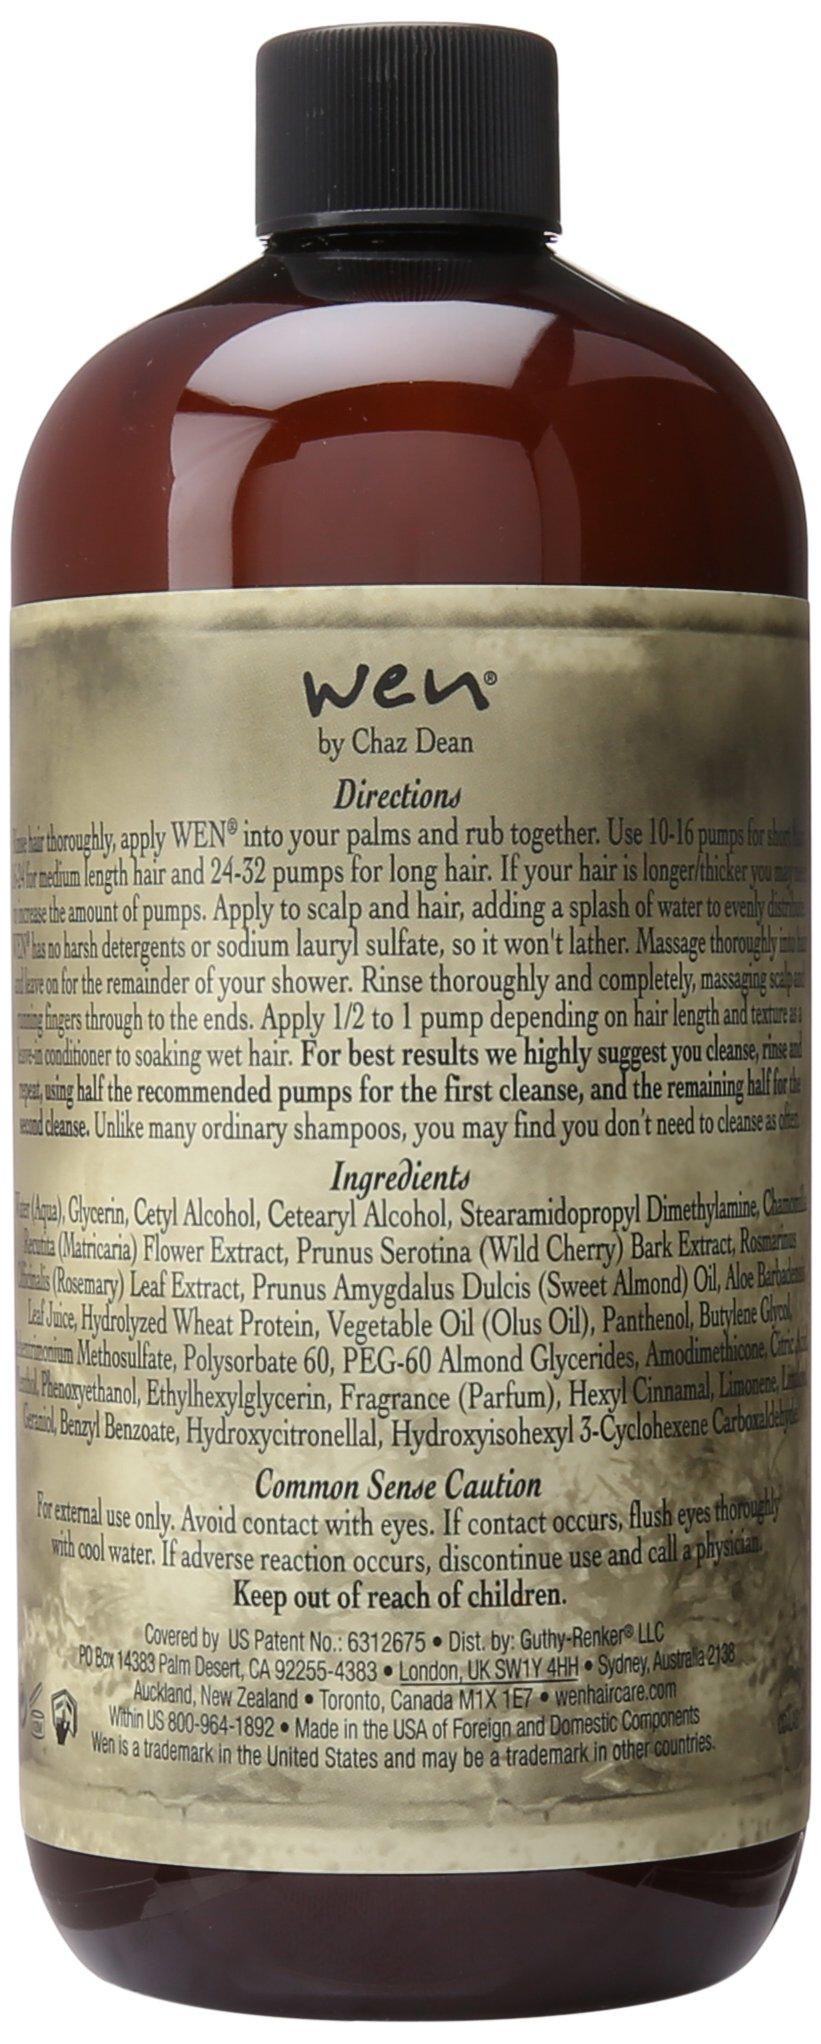 wen®
by Chaz Dean
Directions
hair thoroughly, apply WEN® into your palms and rub together. Use 10-16 pumps for short
for medium length hair and 24-32 pumps for long hair. If your hair is longer/thicker you may
increase the amount of pumps. Apply to scalp and hair, adding a splash of water to evenly
WEN® has no harsh detergents or sodium lauryl sulfate, so it won't lather. Massage thoroughly into
leave on for the remainder of your shower. Rinse thoroughly and completely, massaging scalp and
running fingers through to the ends. Apply 1/2 to 1 pump depending on hair length and texture as a
leave-in conditioner to soaking wet hair. For best results we highly suggest you cleanse, rinse and
repeat, using half the recommended pumps for the first cleanse, and the remaining half for the
second cleanse. Unlike many ordinary shampoos, you may find you don't need to cleanse as often.
Ingredients
Water (Aqua), Glycerin, Cetyl Alcohol, Cetearyl Alcohol, Stearamidopropyl Dimethylamine, Chamomilla
Recutita (Matricaria) Flower Extract, Prunus Serotina (Wild Cherry) Bark Extract, Rosmarinus
Officinalis (Rosemary) Leaf Extract, Prunus Amygdalus Dulcis (Sweet Almond) Oil, Aloe Barbadensis
Leaf Juice, Hydrolyzed Wheat Protein, Vegetable Oil (Olus Oil), Panthenol, Butylene Glycol,
Methosulfate, Polysorbate 60, PEG-60 Almond Glycerides, Amodimethicone, Citric
Phenoxyethanol, Ethylhexylglycerin, Fragrance (Parfum), Hexyl Cinnamal, Limonene,
Geraniol, Benzyl Benzoate, Hydroxycitronellal, Hydroxyisohexyl 3-Cyclohexene Carboxaldehyde
Common Sense Caution
For external use only. Avoid contact with eyes. If contact occurs, flush eyes thoroughly
with cool water. If adverse reaction occurs, discontinue use and call a physician.
Keep out of reach of children.
Covered by US Patent No.: 6312675 • Dist. by: Guthy-Renker® LLC
PO Box 14383 Palm Desert, CA 92255-4383 • London, UK SW1Y 4HH • Sydney, Australia 2138
Auckland, New Zealand • Toronto, Canada M1X 1E7 • wenhaircare.com
Within US 800-964-1892 • Made in the USA of Foreign and Domestic Components
Wen is a trademark in the United States and may be a trademark in other countries.